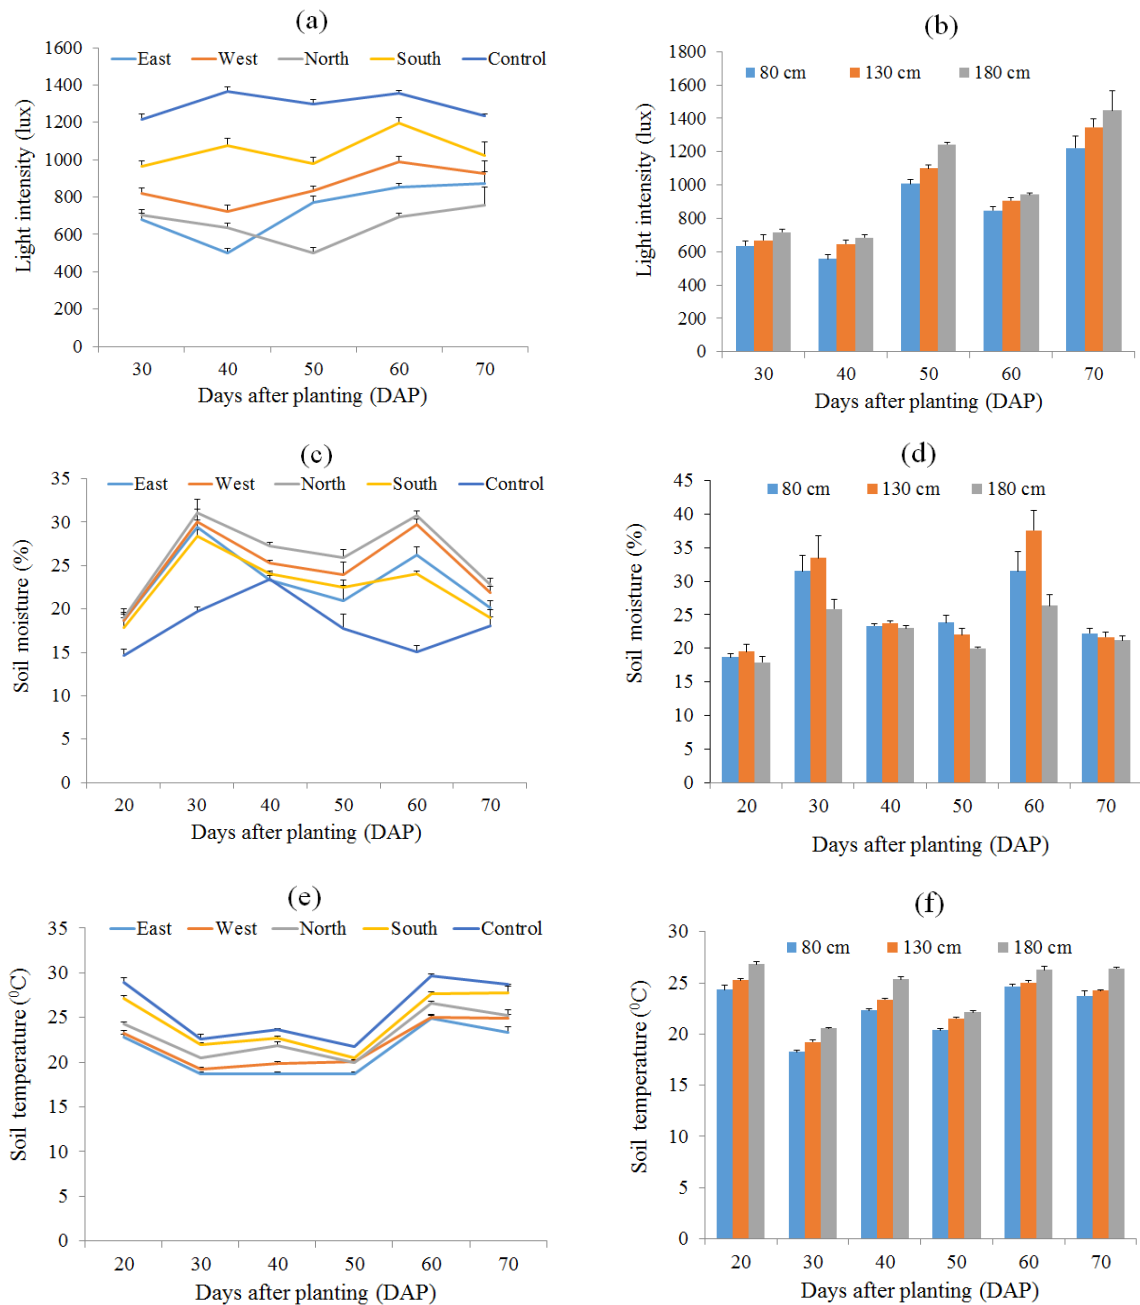 (a)
East West North South Control
1600
1400
1200
1000
800
600
400
200
0
Light intensity (lux)
30 40 50 60 70
Days after planting (DAP)
(b)
80 cm 130 cm 180 cm
1800
1600
1400
1200
1000
800
600
400
200
0
Light intensity (lux)
30 40 50 60 70
Days after planting (DAP)
(c)
East West North South Control
35
30
25
20
15
10
5
0
Soil moisture (%)
20 30 40 50 60 70
Days after planting (DAP)
(d)
80 cm 130 cm 180 cm
45
40
35
30
25
20
15
10
5
0
Soil moisture (%)
20 30 40 50 60 70
Days after planting (DAP)
(e)
East West North South Control
35
30
25
20
15
10
5
0
Soil temperature (⁰C)
20 30 40 50 60 70
Days after planting (DAP)
(f)
80 cm 130 cm 180 cm
30
25
20
15
10
5
0
Soil temperature (⁰C)
20 30 40 50 60 70
Days after planting (DAP)